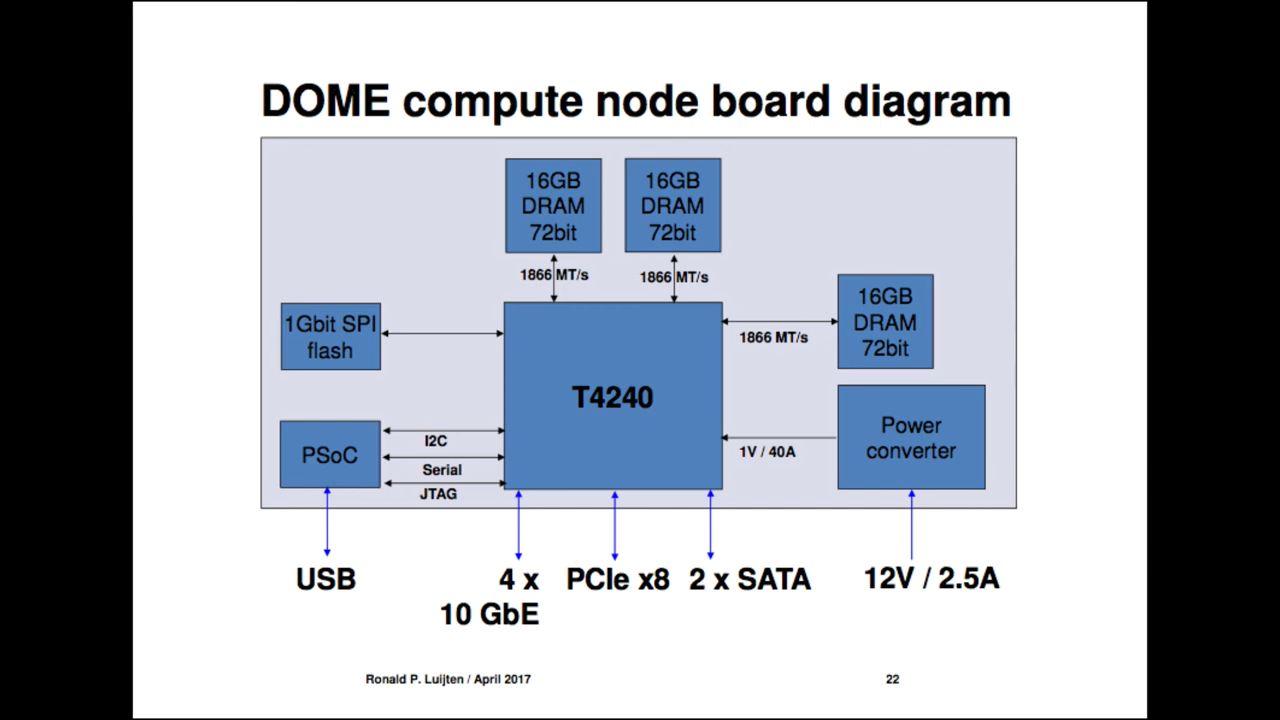 DOME compute node board diagram
16GB
DRAM
72bit
16GB
DRAM
72bit
1866 MT/s
1866 MT/s
1Gbit SPI
flash
T4240
1866 MT/s
16GB
DRAM
72bit
PSoC
I2C
Serial
JTAG
1V / 40A
Power
converter
USB
4 x
10 GbE
PCIe x8
2 x SATA
12V / 2.5A
Ronald P. Luijten / April 2017
22